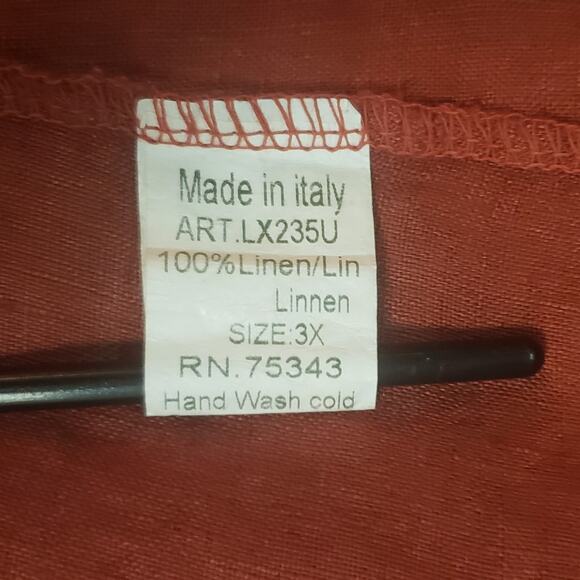 Made in italy
ART.LX235U
100%Linen/Lin
Linnen
SIZE:3X
RN.75343
Hand Wash cold